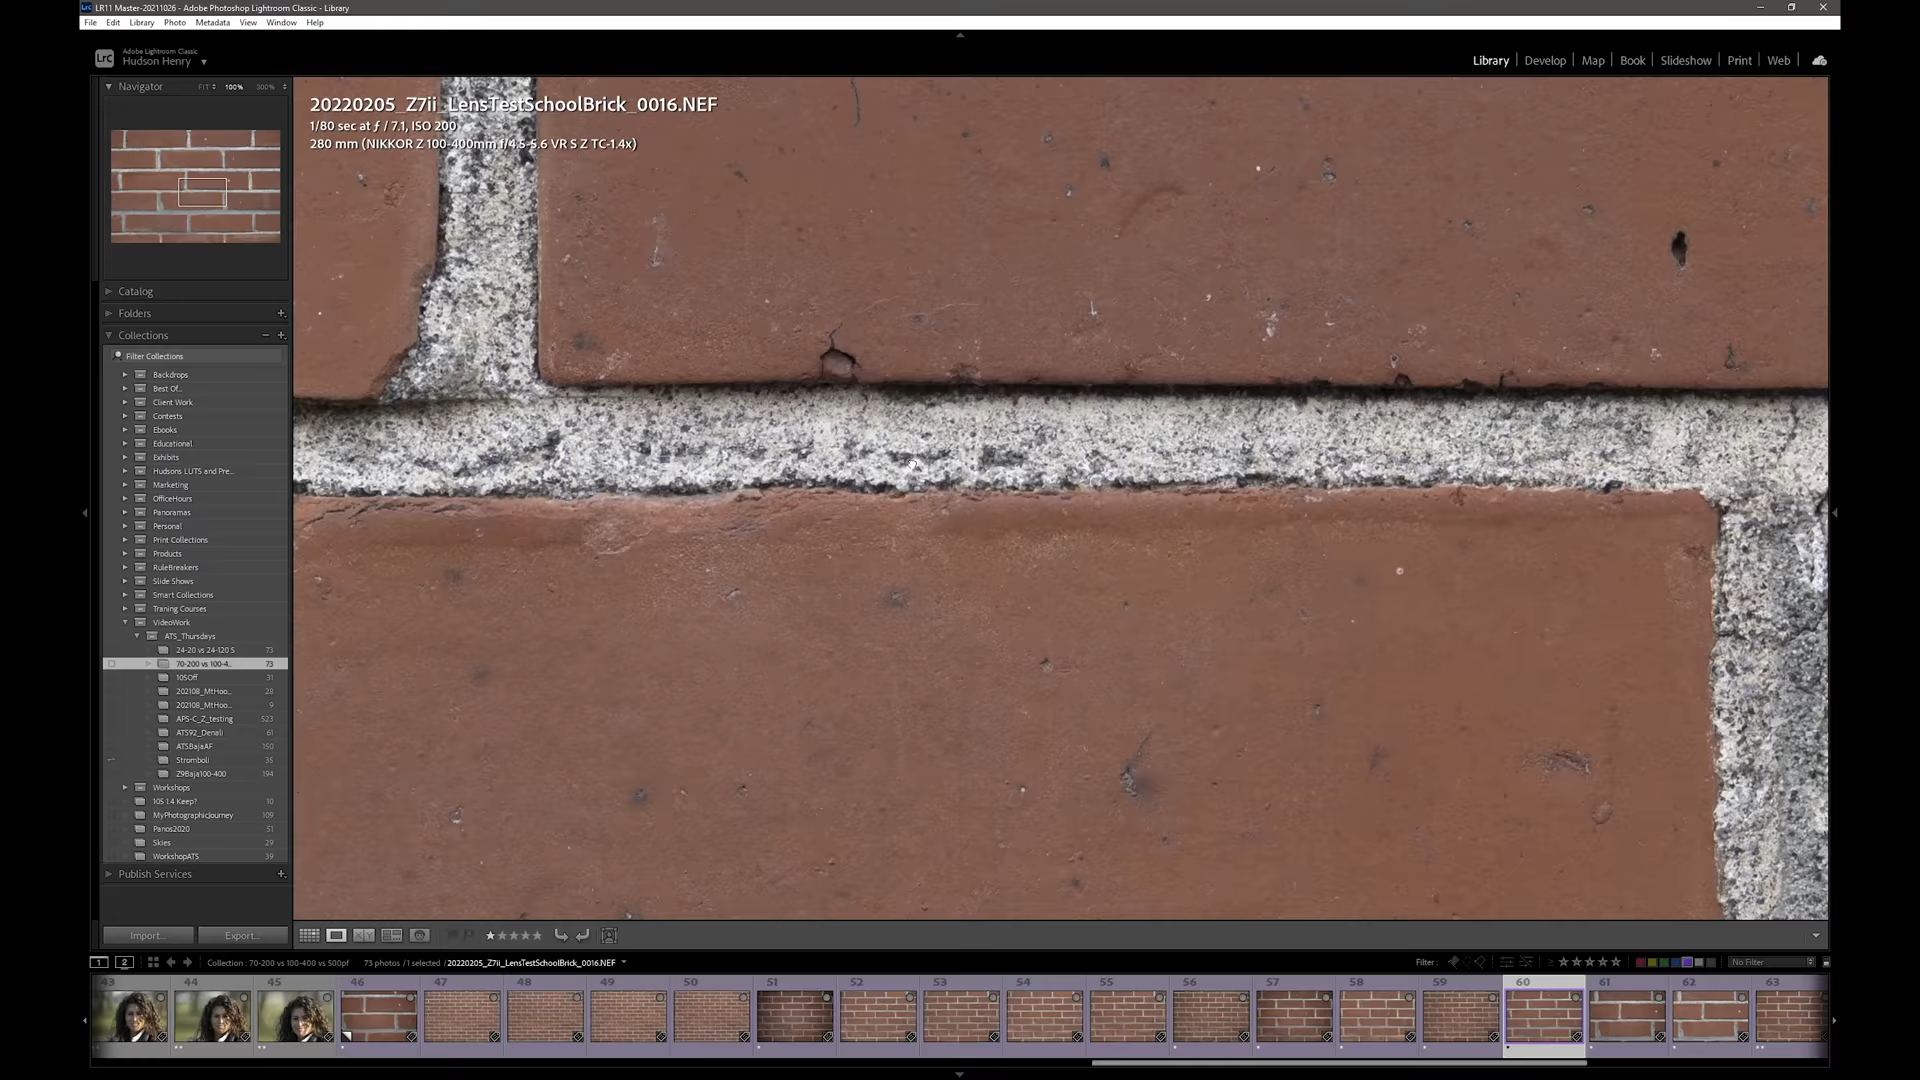 LR11 Master-20211026 - Adobe Photoshop Lightroom Classic - Library
File Edit Library Photo Metadata View Window Help
LrC
Adobe Lightroom Classic
Hudson Henry
Library | Develop | Map | Book | Slideshow | Print | Web
Navigator FIT 100% 300%
20220205_Z7ii_LensTestSchoolBrick_0016.NEF
1/80 sec at ƒ / 7.1, ISO 200
280 mm (NIKKOR Z 100-400mm f/4.5-5.6 VR S Z TC-1.4x)
Catalog
Folders
Collections
Filter Collections
Backdrops
Best Of...
Client Work
Contests
Ebooks
Educational
Exhibits
Hudsons LUTS and Pre...
Marketing
OfficeHours
Panoramas
Personal
Print Collections
Products
RuleBreakers
Slide Shows
Smart Collections
Traning Courses
VideoWork
ATS_Thursdays
24-20 vs 24-120 S 73
70-200 vs 100-4... 73
105Off 31
202108_MtHoo... 28
202108_MtHoo... 9
APS-C_Z_testing 523
ATS92_Denali 61
ATSBajaAF 150
Stromboli 35
Z9Baja100-400 194
Workshops
105 1.4 Keep? 10
MyPhotographicJourney 109
Panos2020 51
Skies 29
WorkshopATS 39
Publish Services
Import... Export...
1 2 Collection : 70-200 vs 100-400 vs 500pf 73 photos / 1 selected / 20220205_Z7ii_LensTestSchoolBrick_0016.NEF Filter : No Filter
43 44 45 46 47 48 49 50 51 52 53 54 55 56 57 58 59 60 61 62 63